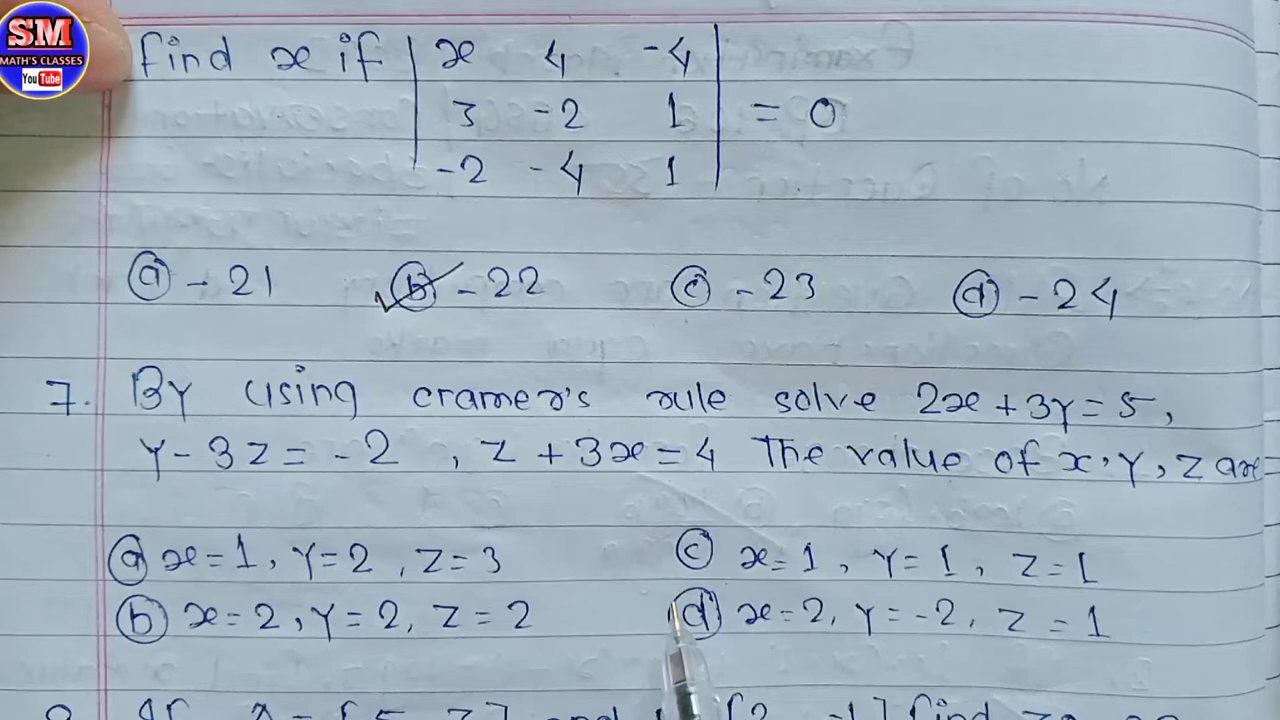 SM
MATH'S CLASSES
You Tube
find x if | x 4 -4 |
| 3 -2 1 | = 0
| -2 -4 1 |
(a) -21 (b) -22 (c) -23 (d) -24
7. By using cramer's rule solve 2x+3y=5,
y-3z=-2 , z+3x=4 The value of x,y,z are
(a) x=1, y=2, z=3 (c) x=1, y=1, z=1
(b) x=2, y=2, z=2 (d) x=2, y=-2, z=1